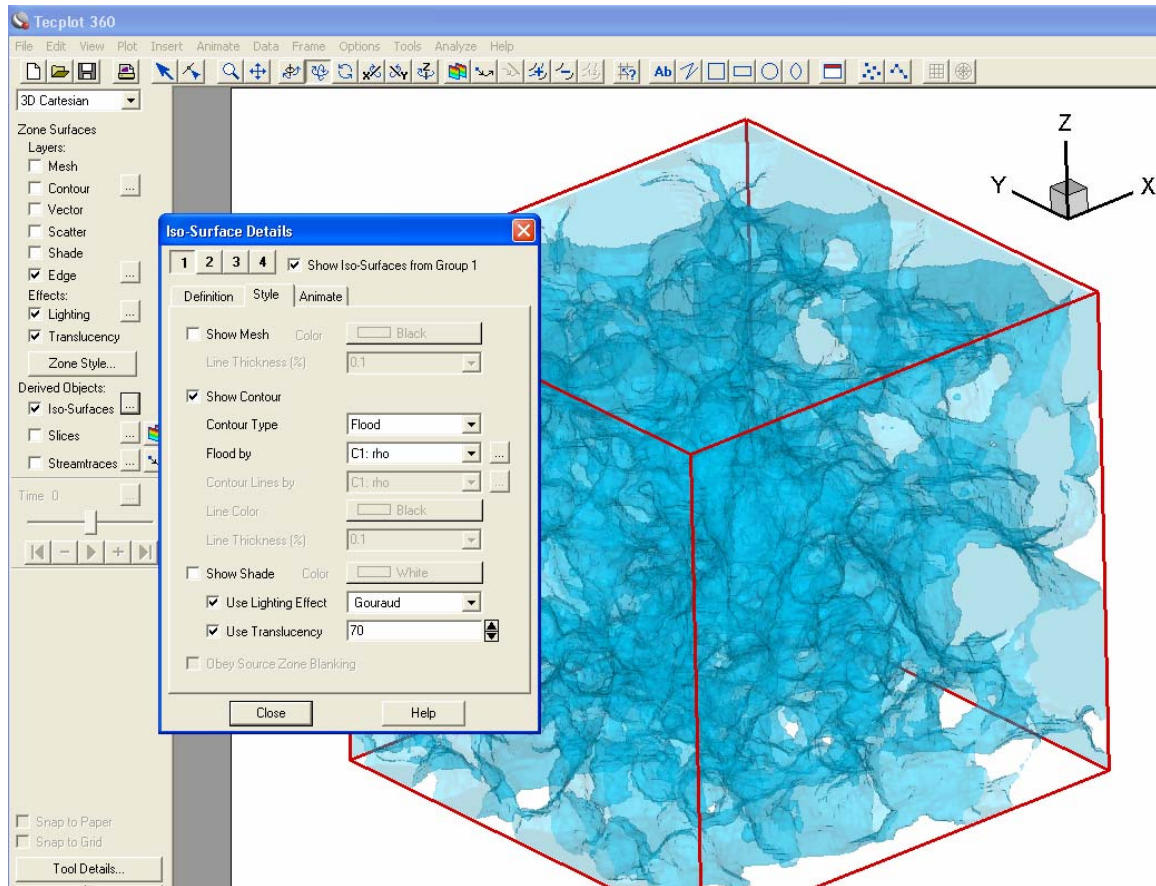 Tecplot 360
File Edit View Plot Insert Animate Data Frame Options Tools Analyze Help
Ab
3D Cartesian
Zone Surfaces
Layers:
Mesh
Contour ...
Vector
Scatter
Shade
Edge ...
Effects:
Lighting ...
Translucency
Zone Style...
Derived Objects:
Iso-Surfaces ...
Slices ...
Streamtraces ...
Time 0 ...
Snap to Paper
Snap to Grid
Tool Details...
Iso-Surface Details
1 2 3 4 Show Iso-Surfaces from Group 1
Definition Style Animate
Show Mesh Color Black
Line Thickness (%) 0.1
Show Contour
Contour Type Flood
Flood by C1: rho ...
Contour Lines by C1: rho ...
Line Color Black
Line Thickness (%) 0.1
Show Shade Color White
Use Lighting Effect Gouraud
Use Translucency 70
Obey Source Zone Blanking
Close Help
Z
Y X